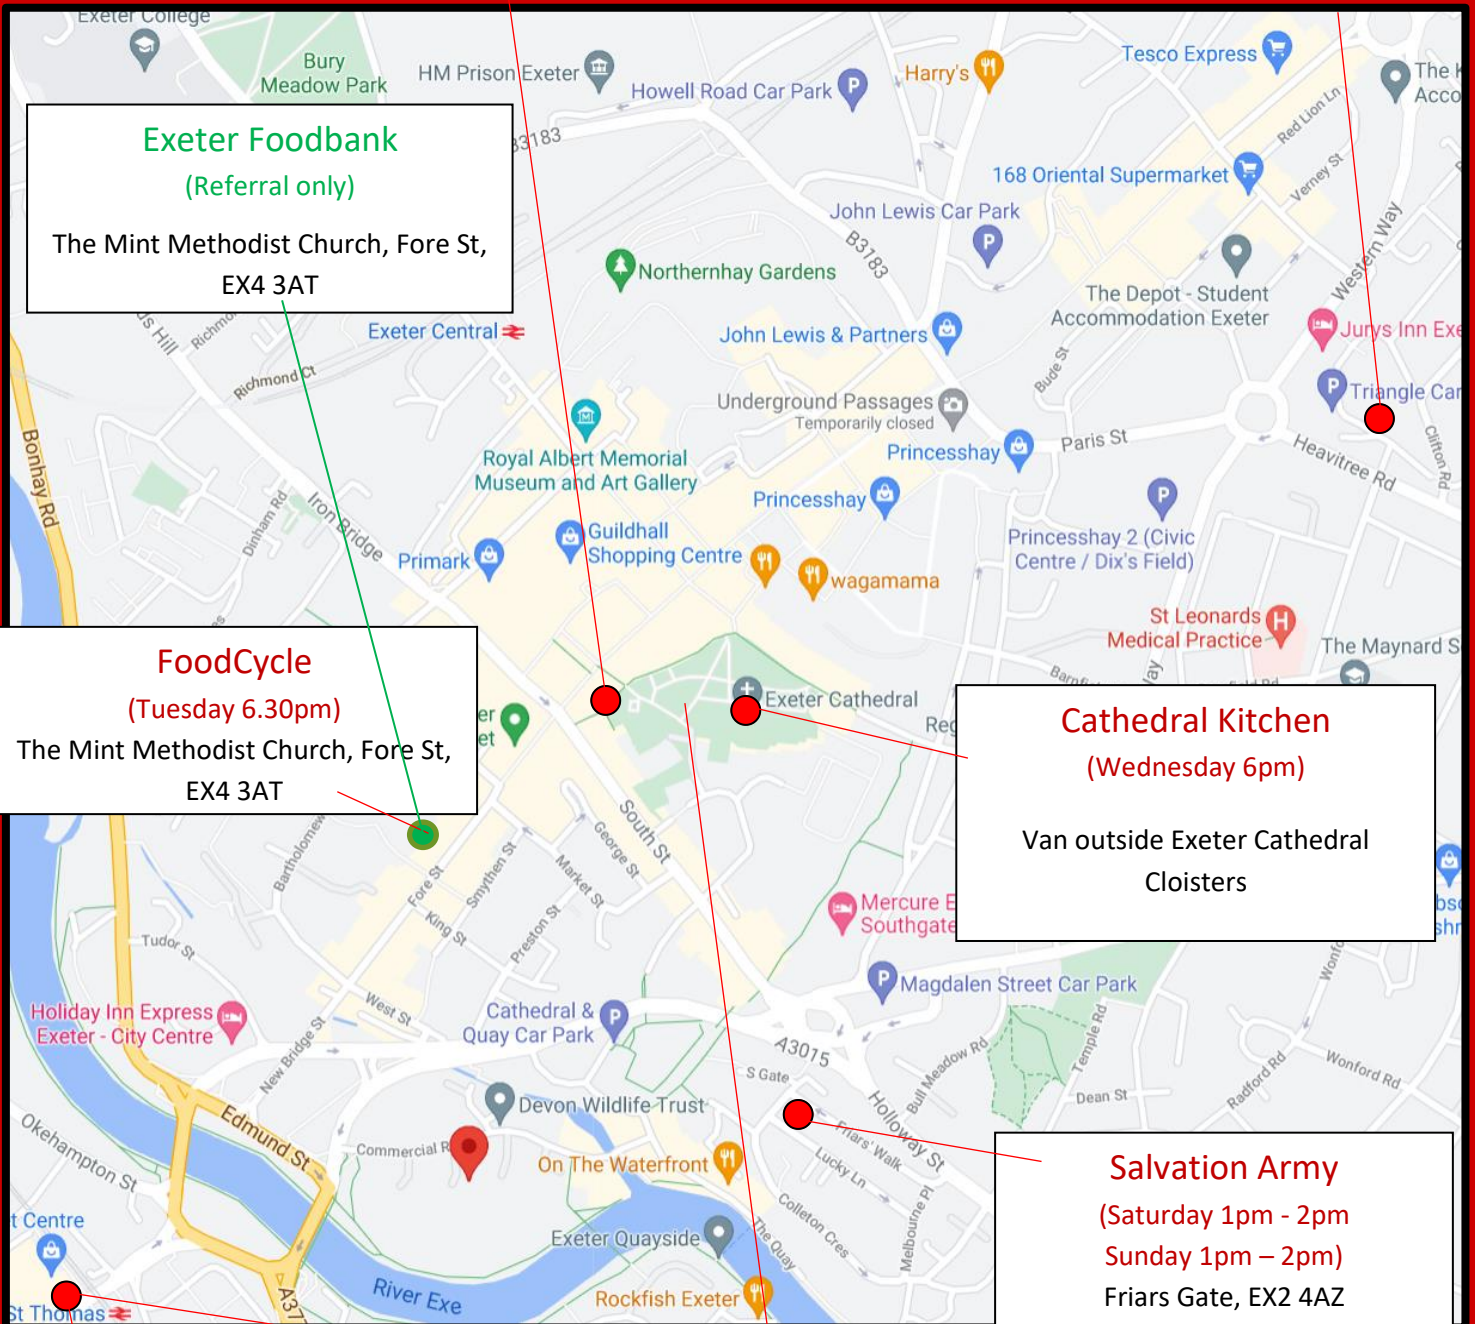 Exeter College
Bury
Meadow Park
HM Prison Exeter
Howell Road Car Park
Harry's
Tesco Express
Red Lion Ln
Verney St
168 Oriental Supermarket
Exeter Foodbank
(Referral only)
The Mint Methodist Church, Fore St,
EX4 3AT
John Lewis Car Park
B3183
Northernhay Gardens
Western Way
The Depot - Student
Accommodation Exeter
Exeter Central
John Lewis & Partners
Jurys Inn
Richmond Ct
Bude St
Triangle
Underground Passages
Temporarily closed
Paris St
Heavitree Rd
Clifton Rd
Princesshay
Royal Albert Memorial
Museum and Art Gallery
Princesshay
Bonhay Rd
Iron Bridge
Dinham Rd
Guildhall
Shopping Centre
Primark
wagamama
Princesshay 2 (Civic
Centre / Dix's Field)
St Leonards
Medical Practice
The Maynard
FoodCycle
(Tuesday 6.30pm)
The Mint Methodist Church, Fore St,
EX4 3AT
Exeter Cathedral
Cathedral Kitchen
(Wednesday 6pm)
Van outside Exeter Cathedral
Cloisters
South St
George St
Market St
Smythen St
Fore St
King St
Preston St
Tudor St
West St
Mercure
Southgate
Magdalen Street Car Park
Holiday Inn Express
Exeter - City Centre
New Bridge St
Cathedral &
Quay Car Park
A3015
S Gate
Bull Meadow Rd
Temple Rd
Radford Rd
Wonford Rd
Dean St
Holloway St
Devon Wildlife Trust
Okehampton St
Edmund St
Commercial
Friars' Walk
Lucky Ln
On The Waterfront
Colleton Cres
Melbourne Pl
The Quay
Salvation Army
(Saturday 1pm - 2pm
Sunday 1pm – 2pm)
Friars Gate, EX2 4AZ
Centre
Exeter Quayside
River Exe
Rockfish Exeter
St Thomas